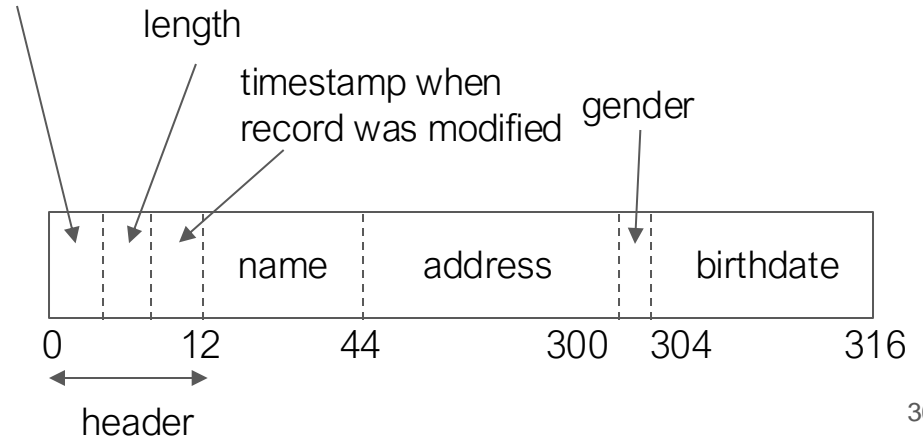 length
timestamp when
record was modified
gender
name address birthdate
0 12 44 300 304 316
header